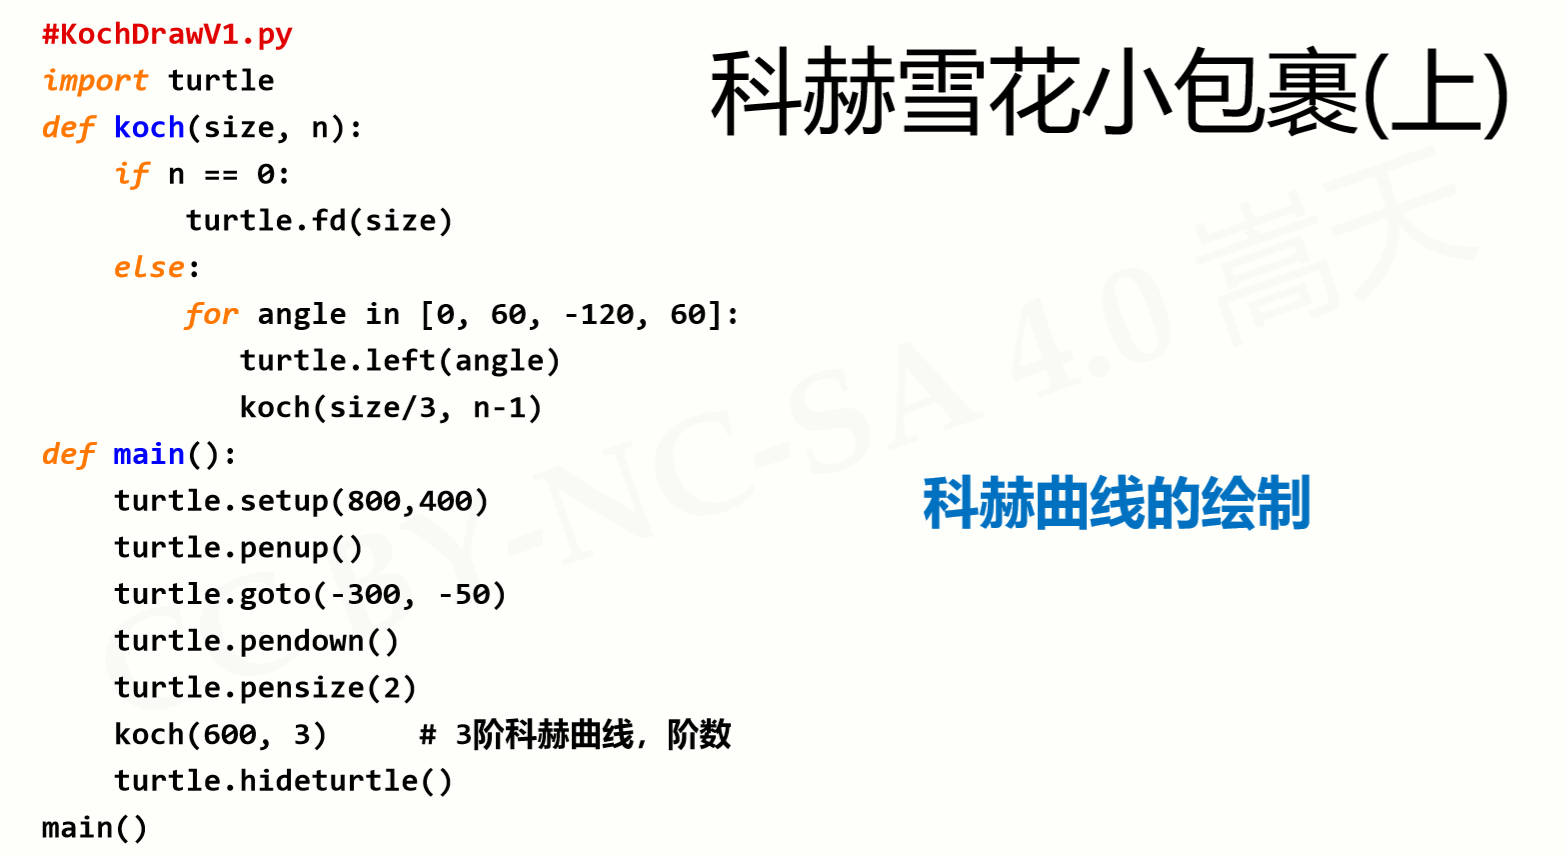 #KochDrawV1.py
import turtle
def koch(size, n):
    if n == 0:
        turtle.fd(size)
    else:
        for angle in [0, 60, -120, 60]:
           turtle.left(angle)
           koch(size/3, n-1)
def main():
    turtle.setup(800,400)
    turtle.penup()
    turtle.goto(-300, -50)
    turtle.pendown()
    turtle.pensize(2)
    koch(600, 3)     # 3阶科赫曲线，阶数
    turtle.hideturtle()
main()
科赫雪花小包裹(上)
科赫曲线的绘制
CC BY-NC-SA 4.0 嵩天